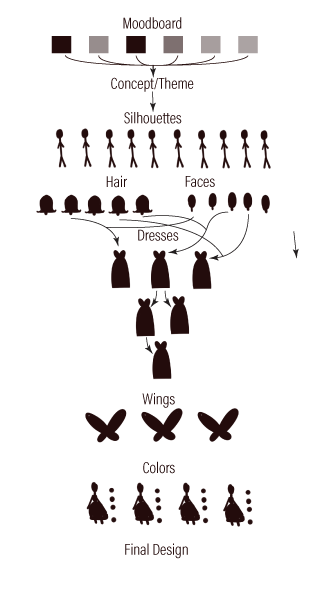 Moodboard
Concept/Theme
Silhouettes
Hair
Faces
Dresses
Wings
Colors
Final Design